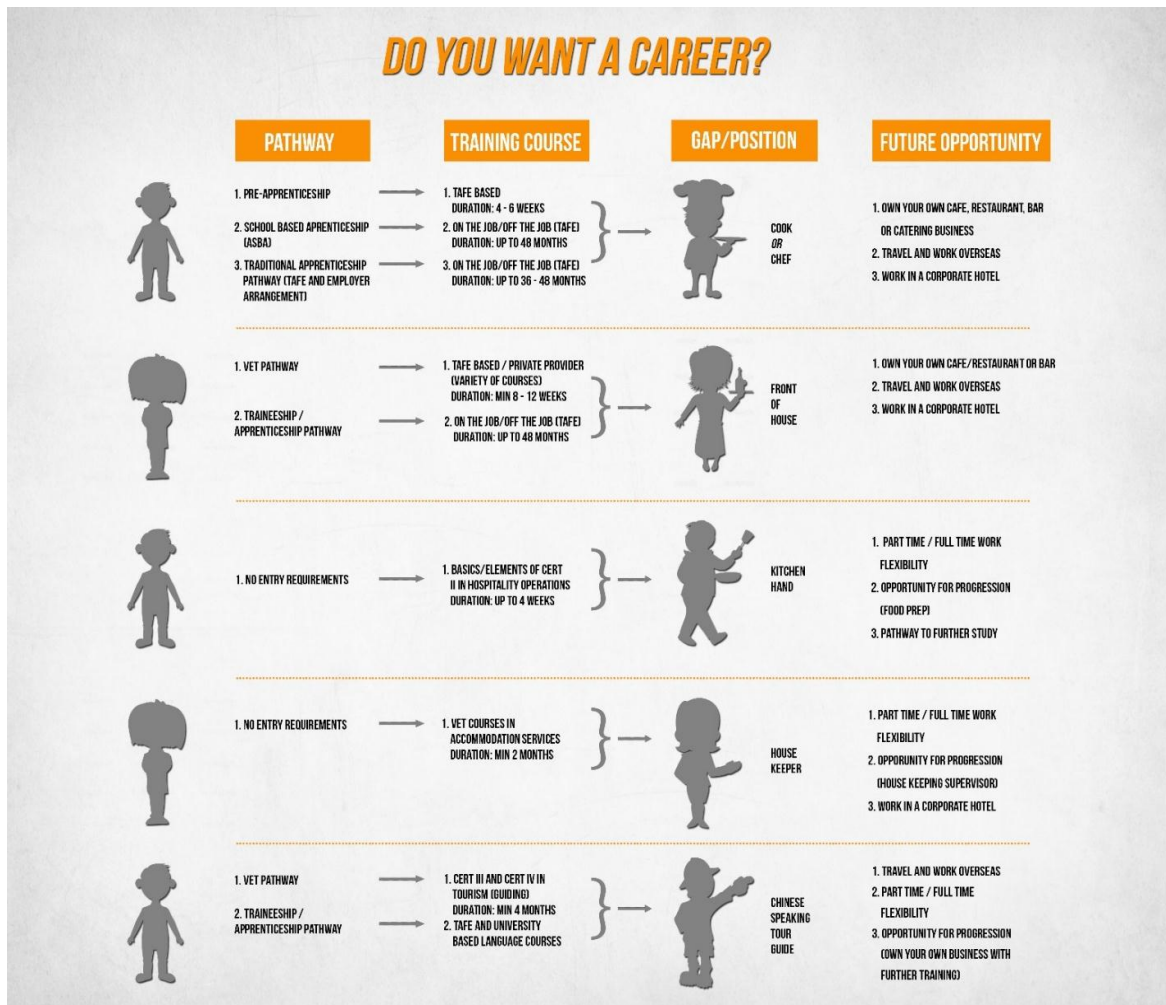 DO YOU WANT A CAREER?
PATHWAY
TRAINING COURSE
GAP/POSITION
FUTURE OPPORTUNITY
1. PRE-APPRENTICESHIP
2. SCHOOL BASED APRENTICESHIP
(ASBA)
3. TRADITIONAL APPRENTICESHIP
PATHWAY (TAFE AND EMPLOYER
ARRANGEMENT)
1. TAFE BASED
DURATION: 4 - 6 WEEKS
2. ON THE JOB/OFF THE JOB (TAFE)
DURATION: UP TO 48 MONTHS
3. ON THE JOB/OFF THE JOB (TAFE)
DURATION: UP TO 36 - 48 MONTHS
COOK
OR
CHEF
1. OWN YOUR OWN CAFE, RESTAURANT, BAR
OR CATERING BUSINESS
2. TRAVEL AND WORK OVERSEAS
3. WORK IN A CORPORATE HOTEL
1. VET PATHWAY
2. TRAINEESHIP /
APPRENTICESHIP PATHWAY
1. TAFE BASED / PRIVATE PROVIDER
(VARIETY OF COURSES)
DURATION: MIN 8 - 12 WEEKS
2. ON THE JOB/OFF THE JOB (TAFE)
DURATION: UP TO 48 MONTHS
FRONT
OF
HOUSE
1. OWN YOUR OWN CAFE/RESTAURANT OR BAR
2. TRAVEL AND WORK OVERSEAS
3. WORK IN A CORPORATE HOTEL
1. NO ENTRY REQUIREMENTS
1. BASICS/ELEMENTS OF CERT
II IN HOSPITALITY OPERATIONS
DURATION: UP TO 4 WEEKS
KITCHEN
HAND
1. PART TIME / FULL TIME WORK
FLEXIBILITY
2. OPPORTUNITY FOR PROGRESSION
(FOOD PREP)
3. PATHWAY TO FURTHER STUDY
1. NO ENTRY REQUIREMENTS
1. VET COURSES IN
ACCOMMODATION SERVICES
DURATION: MIN 2 MONTHS
HOUSE
KEEPER
1. PART TIME / FULL TIME WORK
FLEXIBILITY
2. OPPORUNITY FOR PROGRESSION
(HOUSE KEEPING SUPERVISOR)
3. WORK IN A CORPORATE HOTEL
1. VET PATHWAY
2. TRAINEESHIP /
APPRENTICESHIP PATHWAY
1. CERT III AND CERT IV IN
TOURISM (GUIDING)
DURATION: MIN 4 MONTHS
2. TAFE AND UNIVERSITY
BASED LANGUAGE COURSES
CHINESE
SPEAKING
TOUR
GUIDE
1. TRAVEL AND WORK OVERSEAS
2. PART TIME / FULL TIME
FLEXIBILITY
3. OPPORTUNITY FOR PROGRESSION
(OWN YOUR OWN BUSINESS WITH
FURTHER TRAINING)